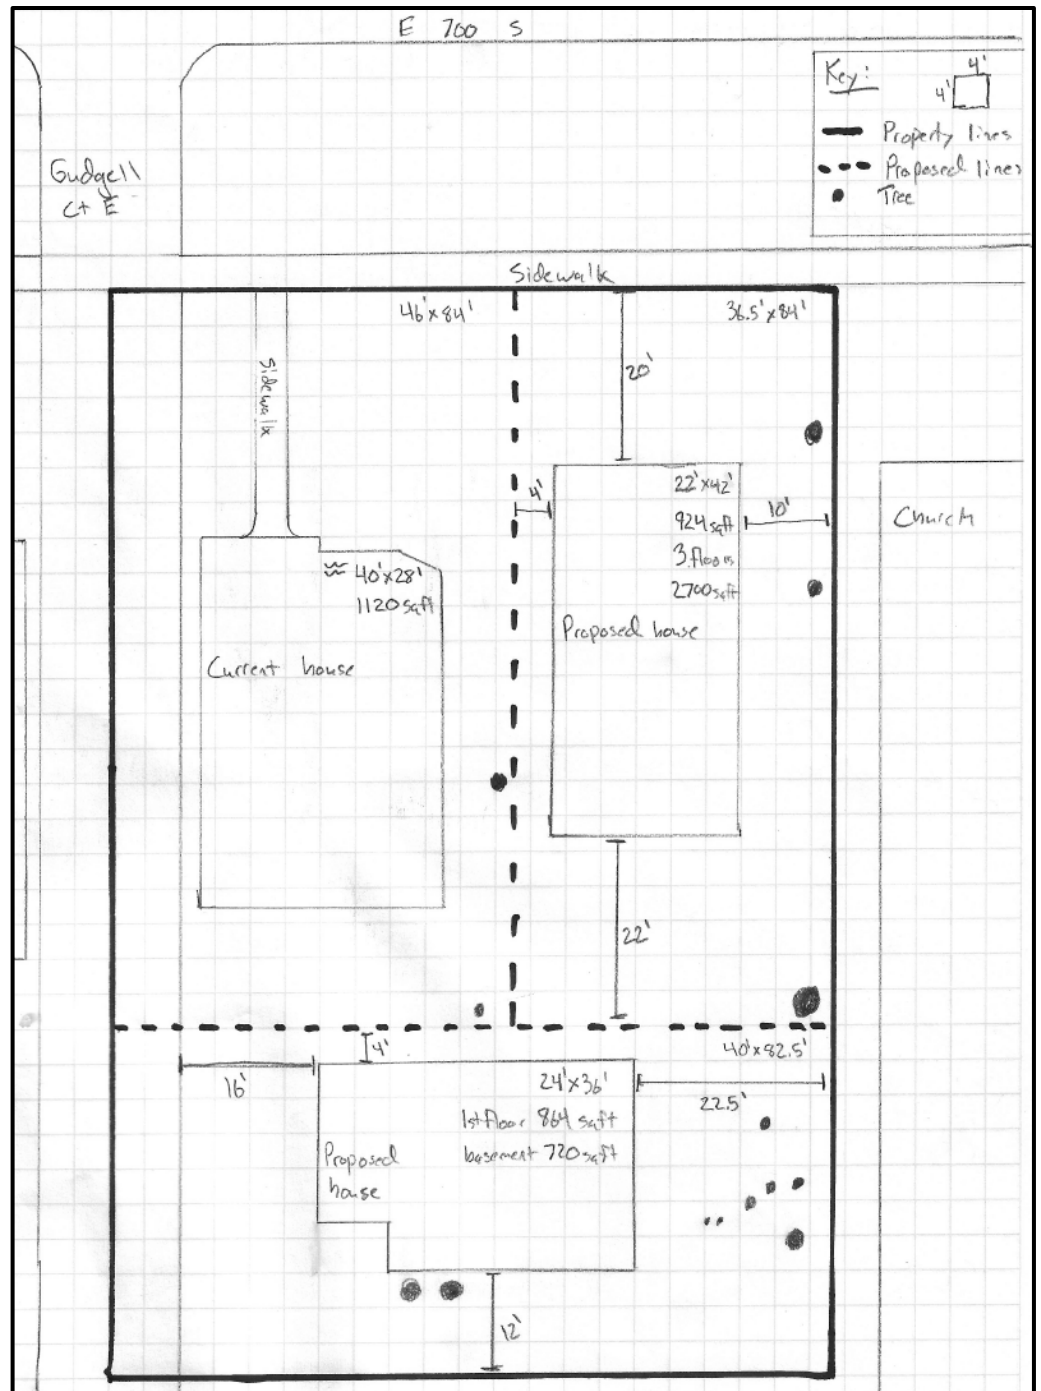 E 700 S
Key:
4'
4'
Property lines
Proposed lines
Tree
Gudgell
Ct E
Sidewalk
46'x84'
36.5'x84'
20'
Sidewalk
4'
22'x42'
924 sqft
3 floors
2700 sqft
10'
Church
≈ 40'x28'
1120 sqft
Proposed house
Current house
22'
4'
40'x82.5'
16'
24'x36'
22.5'
1st floor 864 sqft
basement 720 sqft
Proposed
house
12'